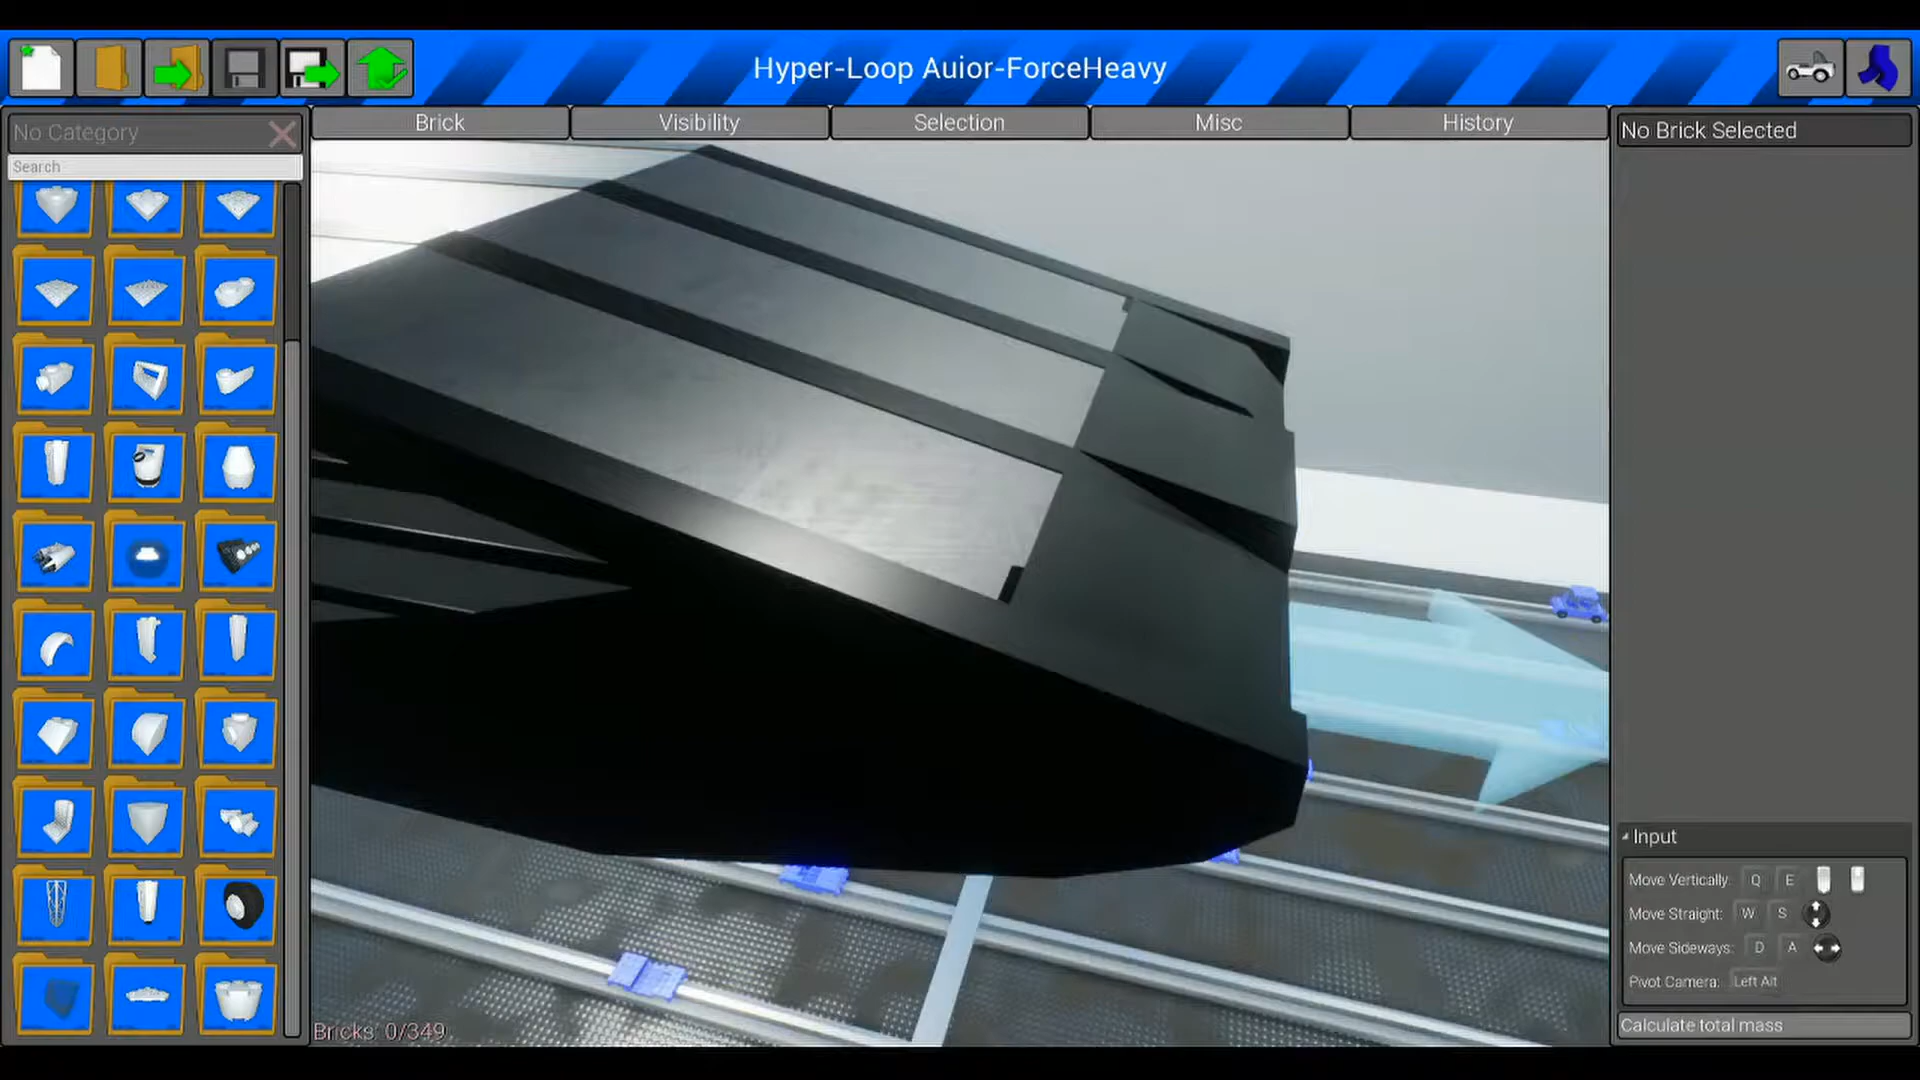 Hyper-Loop Auior-ForceHeavy
No Category
Search
Brick
Visibility
Selection
Misc
History
No Brick Selected
Input
Move Vertically: Q E
Move Straight: W S
Move Sideways: D A
Pivot Camera: Left Alt
Calculate total mass
Bricks: 0/349